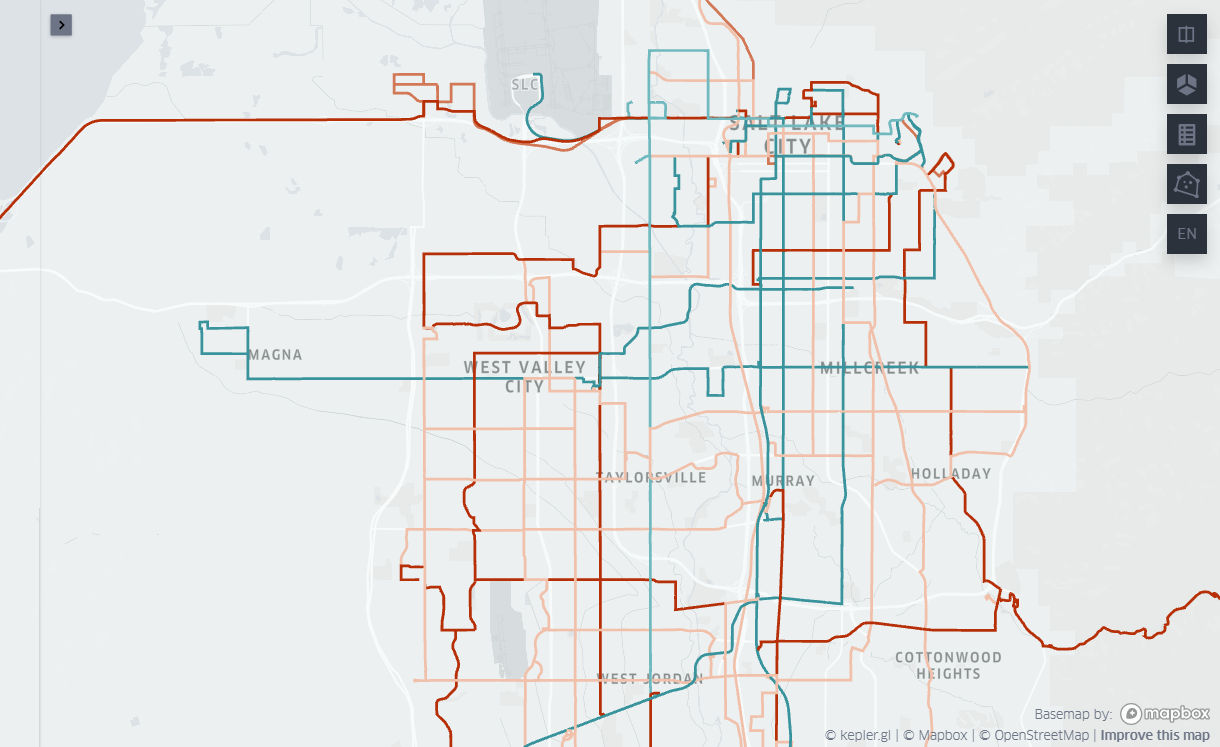 SLC
SALT LAKE
CITY
EN
MAGNA
WEST VALLEY
CITY
MILLCREEK
TAYLORSVILLE
MURRAY
HOLLADAY
COTTONWOOD
HEIGHTS
WEST JORDAN
Basemap by: mapbox
© kepler.gl | © Mapbox | © OpenStreetMap | Improve this map